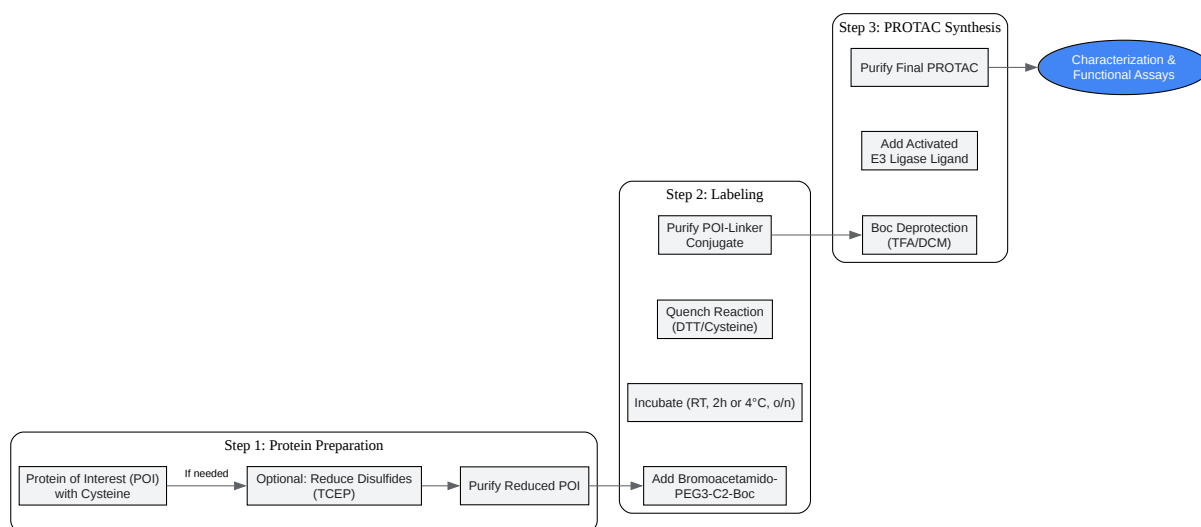 Step 3: PROTAC Synthesis
Purify Final PROTAC
Characterization &
Functional Assays
Add Activated
E3 Ligase Ligand
Boc Deprotection
(TFA/DCM)
Step 2: Labeling
Purify POI-Linker
Conjugate
Quench Reaction
(DTT/Cysteine)
Incubate (RT, 2h or 4°C, o/n)
Add Bromoacetamido-
PEG3-C2-Boc
Step 1: Protein Preparation
Protein of Interest (POI)
with Cysteine
If needed
Optional: Reduce Disulfides
(TCEP)
Purify Reduced POI